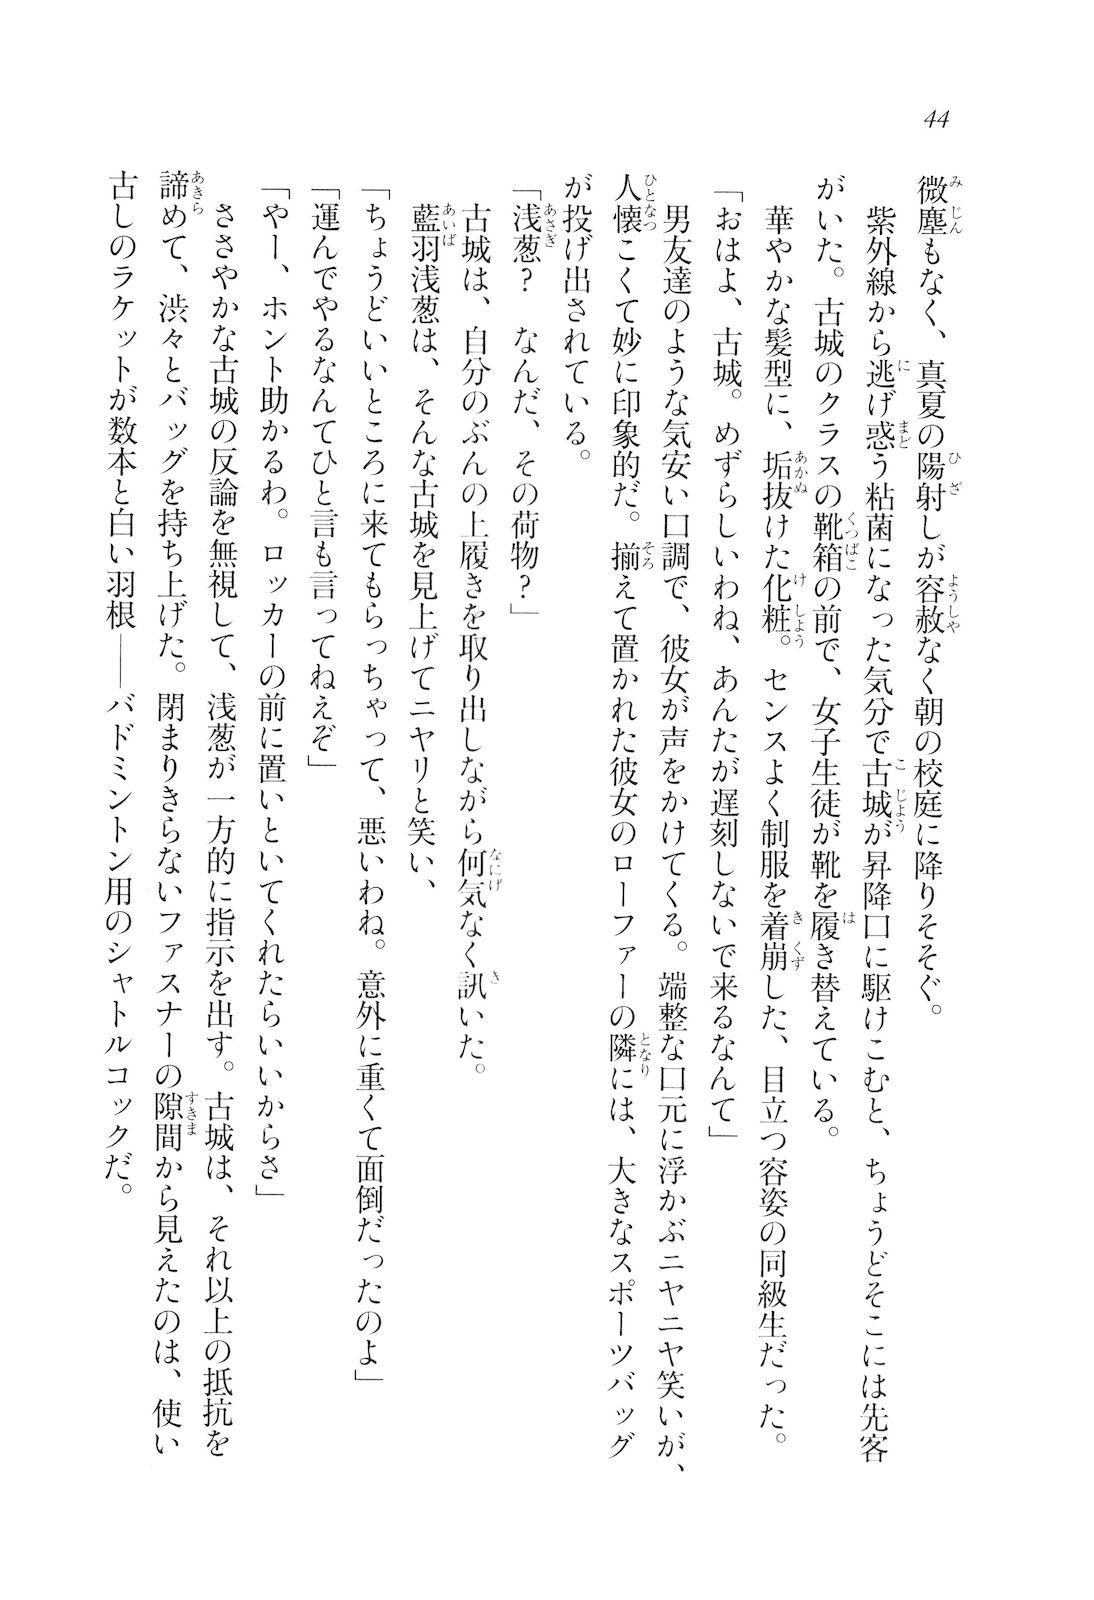 44
微塵もなく、真夏の陽射しが容赦なく朝の校庭に降りそそぐ。
紫外線から逃げ惑う粘菌になった気分で古城が昇降口に駆けこむと、ちょうどそこには先客
がいた。古城のクラスの靴箱の前で、女子生徒が靴を履き替えている。
華やかな髪型に、垢抜けた化粧。センスよく制服を着崩した、目立つ容姿の同級生だった。
「おはよ、古城。めずらしいわね、あんたが遅刻しないで来るなんて」
男友達のような気安い口調で、彼女が声をかけてくる。端整な口元に浮かぶニヤニヤ笑いが、
人懐こくて妙に印象的だ。揃えて置かれた彼女のローファーの隣には、大きなスポーツバッグ
が投げ出されている。
「浅葱？　なんだ、その荷物？」
古城は、自分のぶんの上履きを取り出しながら何気なく訊いた。
藍羽浅葱は、そんな古城を見上げてニヤリと笑い、
「ちょうどいいところに来てもらっちゃって、悪いわね。意外に重くて面倒だったのよ」
「運んでやるなんてひと言も言ってねえぞ」
「やー、ホント助かるわ。ロッカーの前に置いといてくれたらいいからさ」
ささやかな古城の反論を無視して、浅葱が一方的に指示を出す。古城は、それ以上の抵抗を
諦めて、渋々とバッグを持ち上げた。閉まりきらないファスナーの隙間から見えたのは、使い
古しのラケットが数本と白い羽根――バドミントン用のシャトルコックだ。